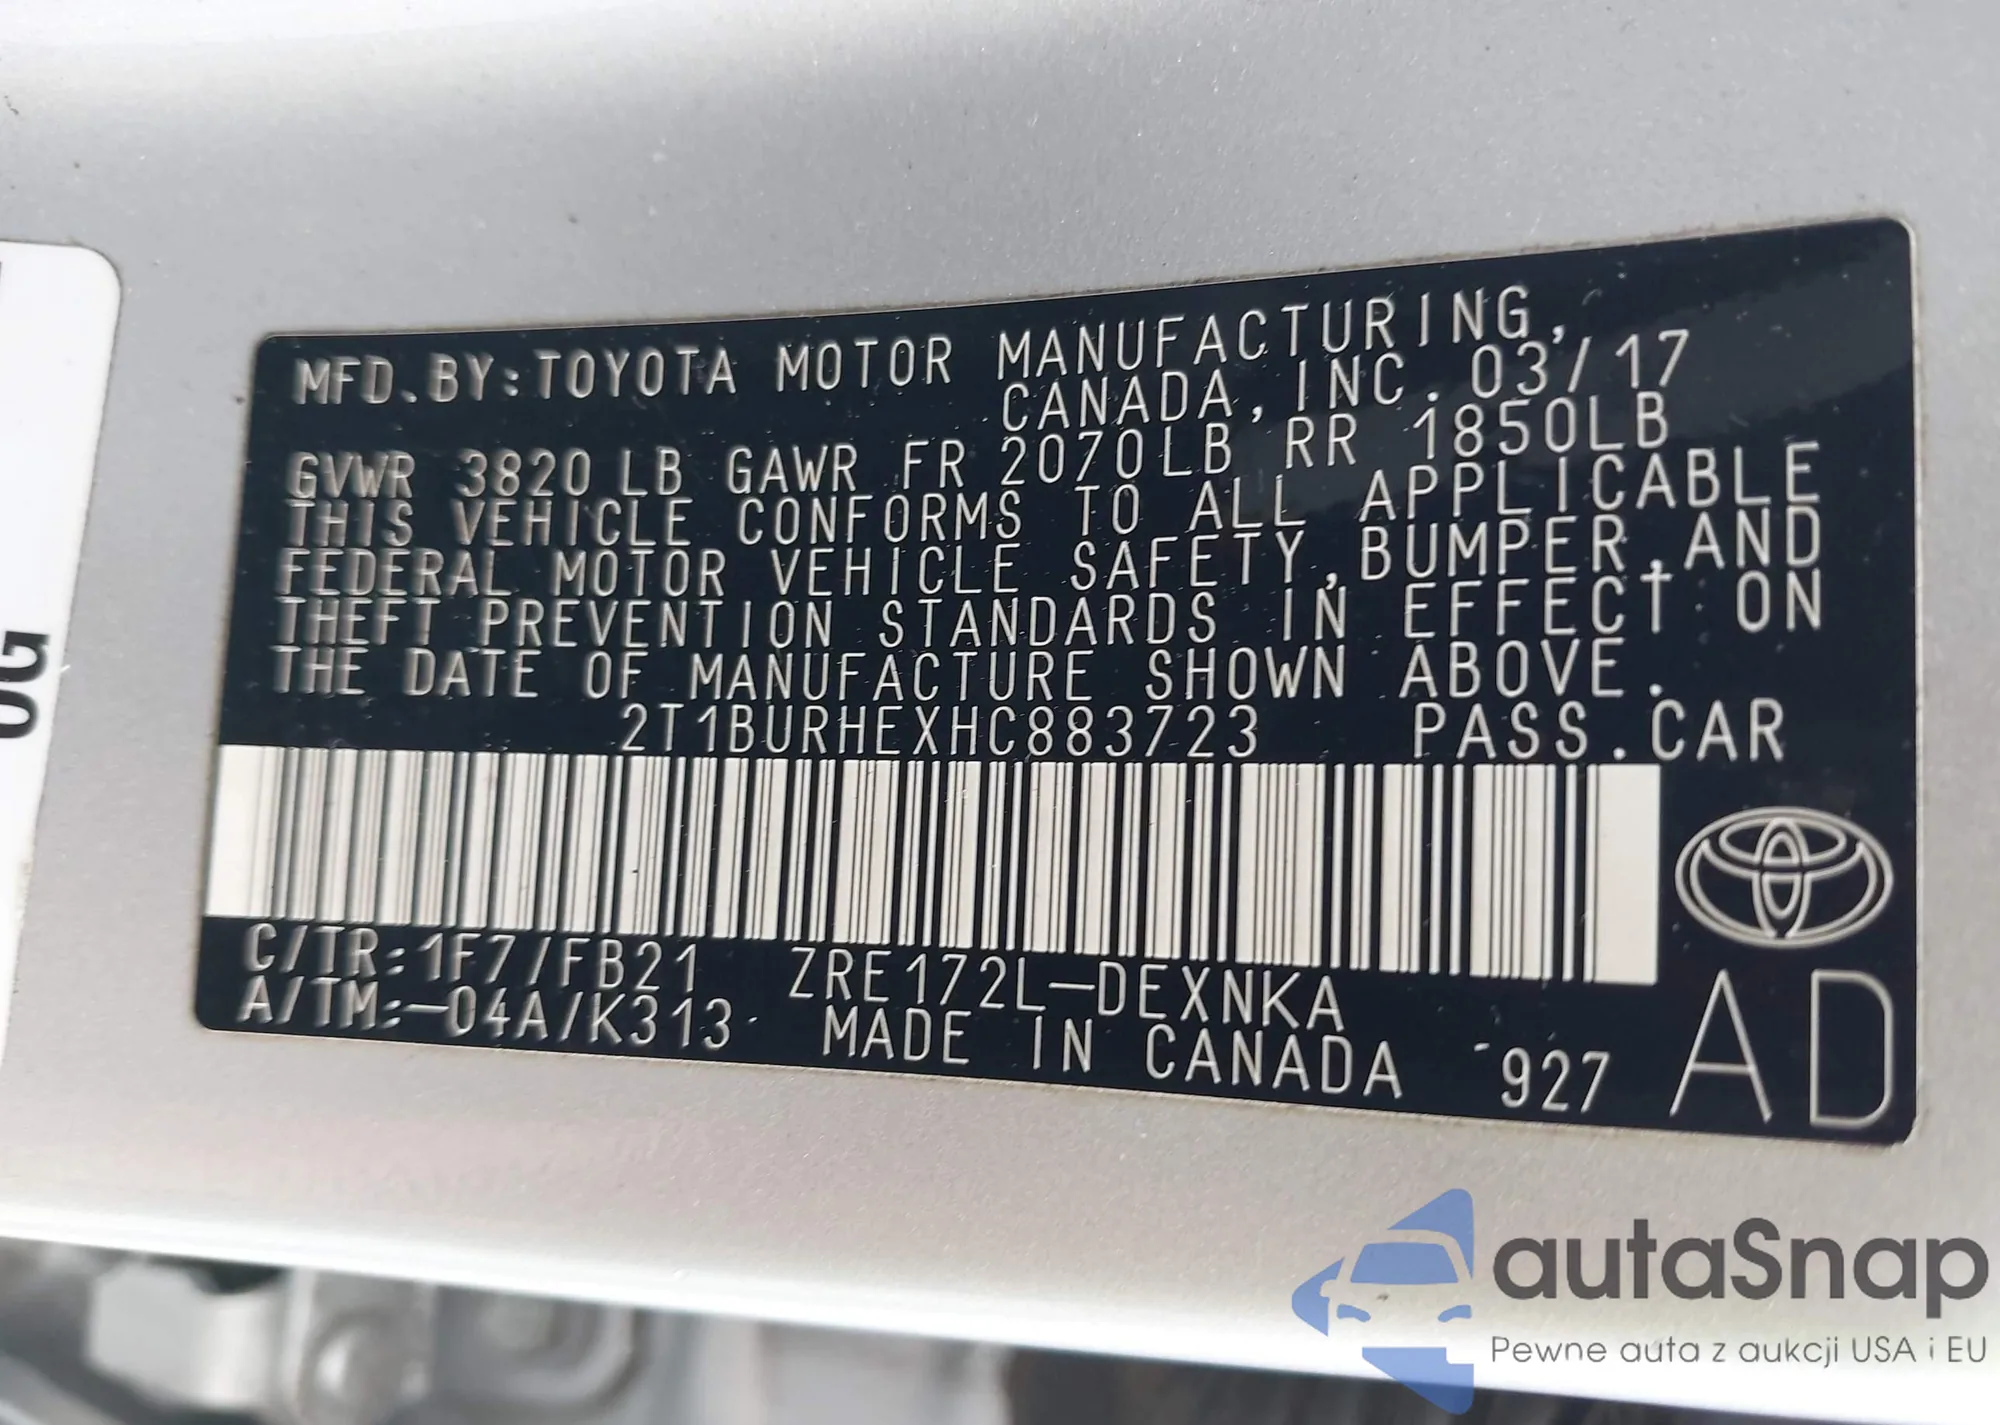 MFD.BY:TOYOTA MOTOR MANUFACTURING,
CANADA,INC.03/17
GVWR 3820LB GAWR FR 2070LB RR 1850LB
THIS VEHICLE CONFORMS TO ALL APPLICABLE
FEDERAL MOTOR VEHICLE SAFETY,BUMPER,AND
THEFT PREVENTION STANDARDS IN EFFECT ON
THE DATE OF MANUFACTURE SHOWN ABOVE.
2T1BURHEXHC883723 PASS.CAR
C/TR:1F7/FB21 ZRE172L-DEXNKA
A/TM:-04A/K313 MADE IN CANADA 927 AD
0G
autaSnap
Pewne auta z aukcji USA i EU